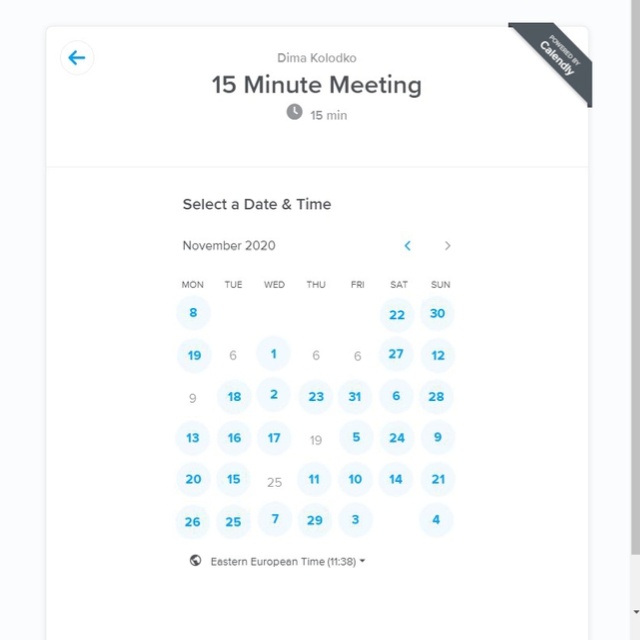 Dima Kolodko
15 Minute Meeting
15 min
POWERED BY
Calendly
Select a Date & Time
November 2020
MON TUE WED THU FRI SAT SUN
8 22 30
19 6 1 6 6 27 12
9 18 2 23 31 6 28
13 16 17 19 5 24 9
20 15 25 11 10 14 21
26 25 7 29 3 4
Eastern European Time (11:38)